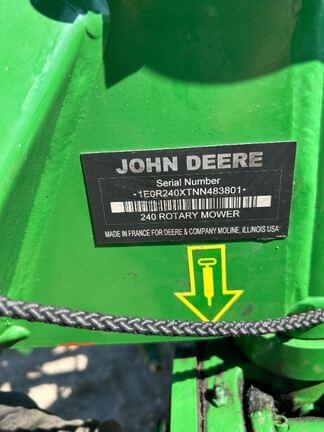 JOHN DEERE
Serial Number
·1E0R240XTNN483801·
240 ROTARY MOWER
MADE IN FRANCE FOR DEERE & COMPANY MOLINE, ILLINOIS USA